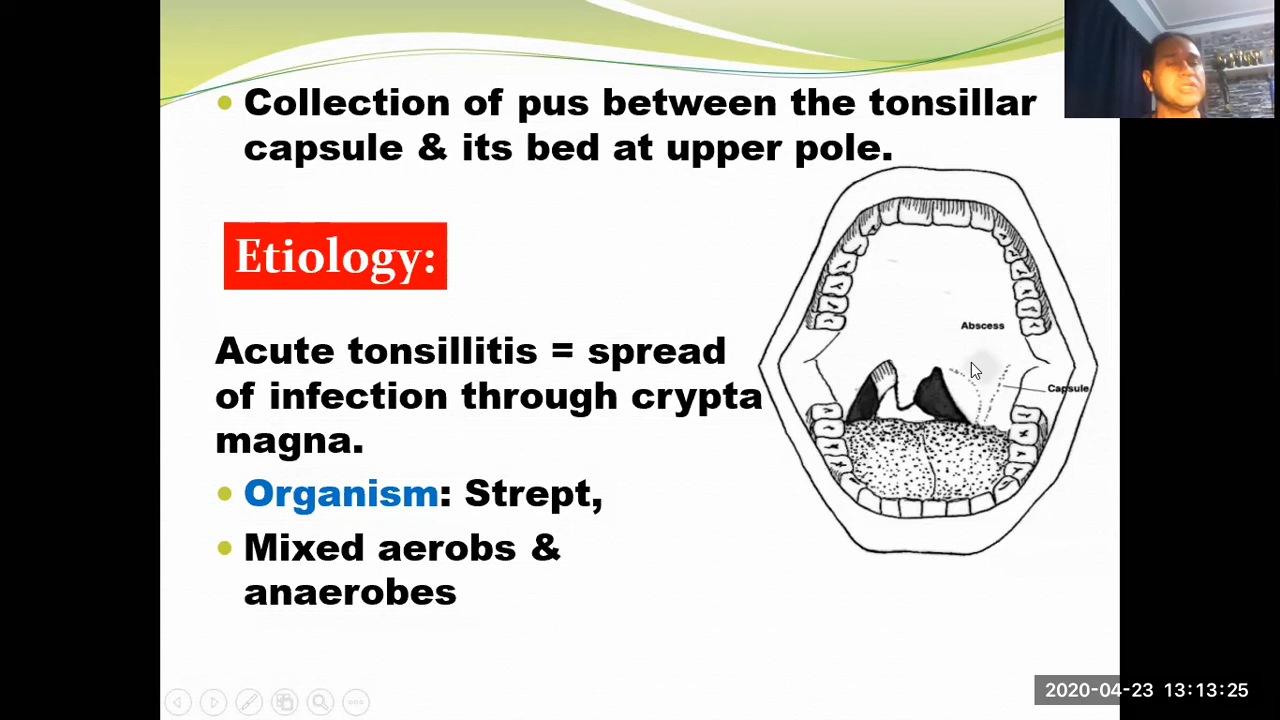 Collection of pus between the tonsillar
capsule & its bed at upper pole.
Etiology:
Acute tonsillitis = spread
of infection through crypta
magna.
Organism: Strept,
Mixed aerobs &
anaerobes
Abscess
Capsule
2020-04-23 13:13:25